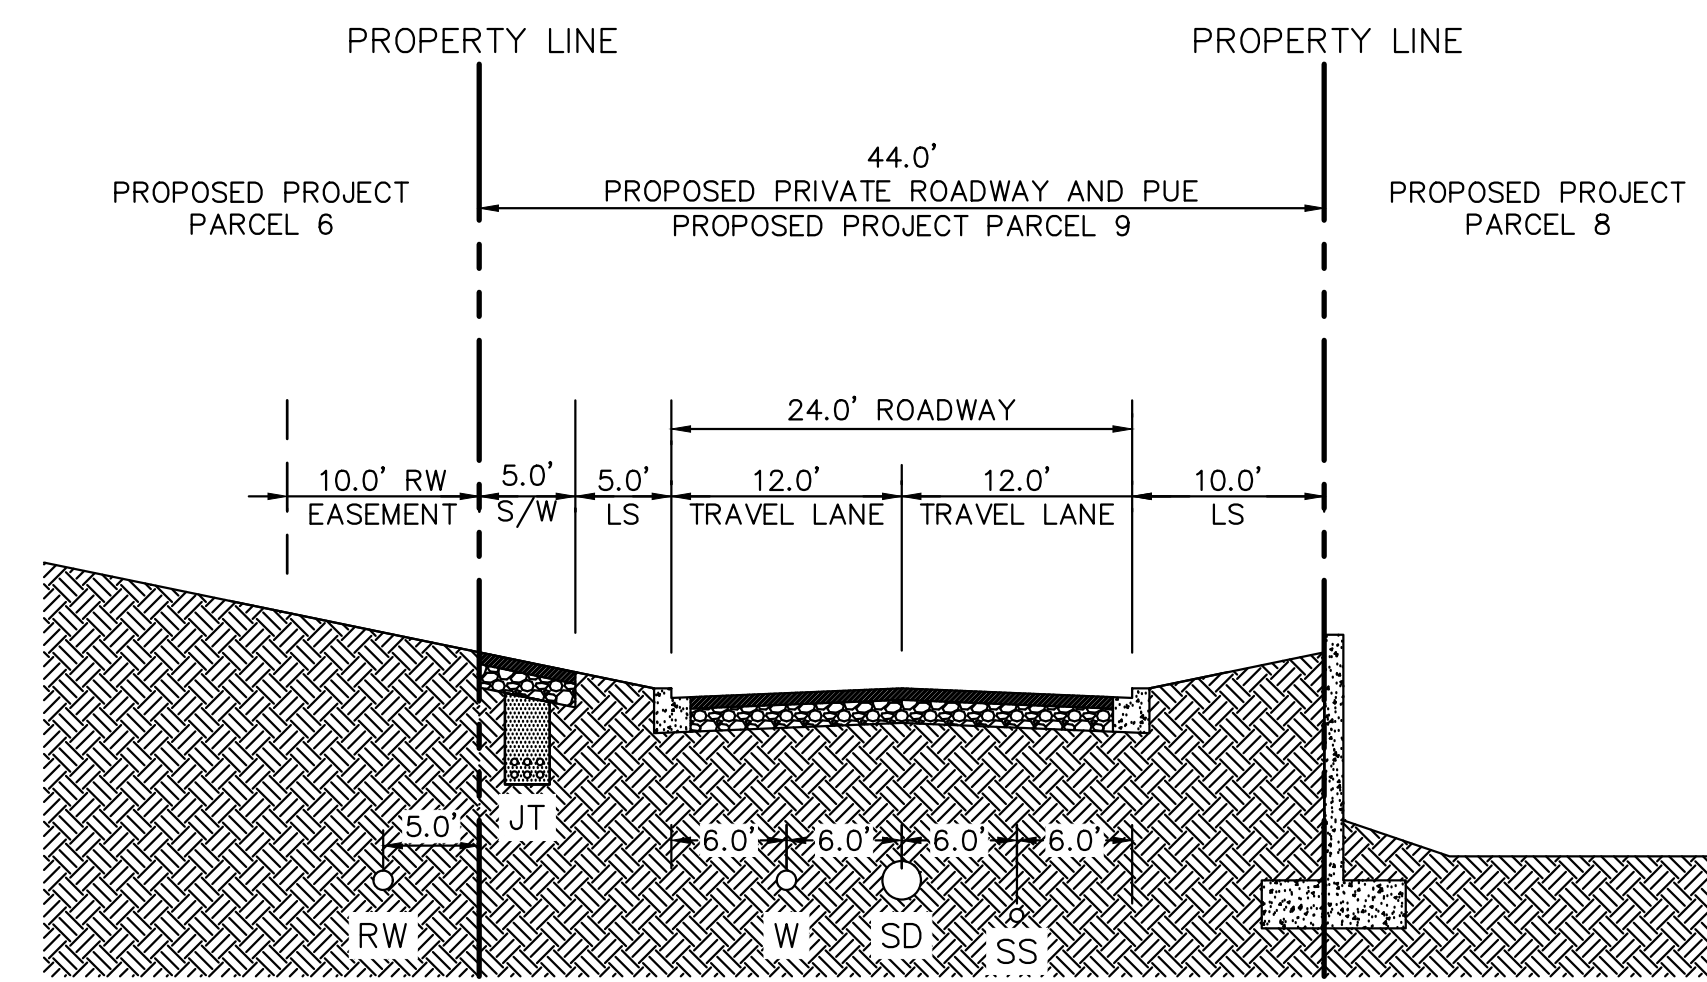 PROPERTY LINE
PROPERTY LINE
44.0'
PROPOSED PROJECT
PARCEL 6
PROPOSED PRIVATE ROADWAY AND PUE
PROPOSED PROJECT PARCEL 9
PROPOSED PROJECT
PARCEL 8
24.0' ROADWAY
10.0' RW
EASEMENT
5.0'
S/W
5.0'
LS
12.0'
TRAVEL LANE
12.0'
TRAVEL LANE
10.0'
LS
5.0'
JT
6.0'
6.0'
6.0'
6.0'
RW
W
SD
SS